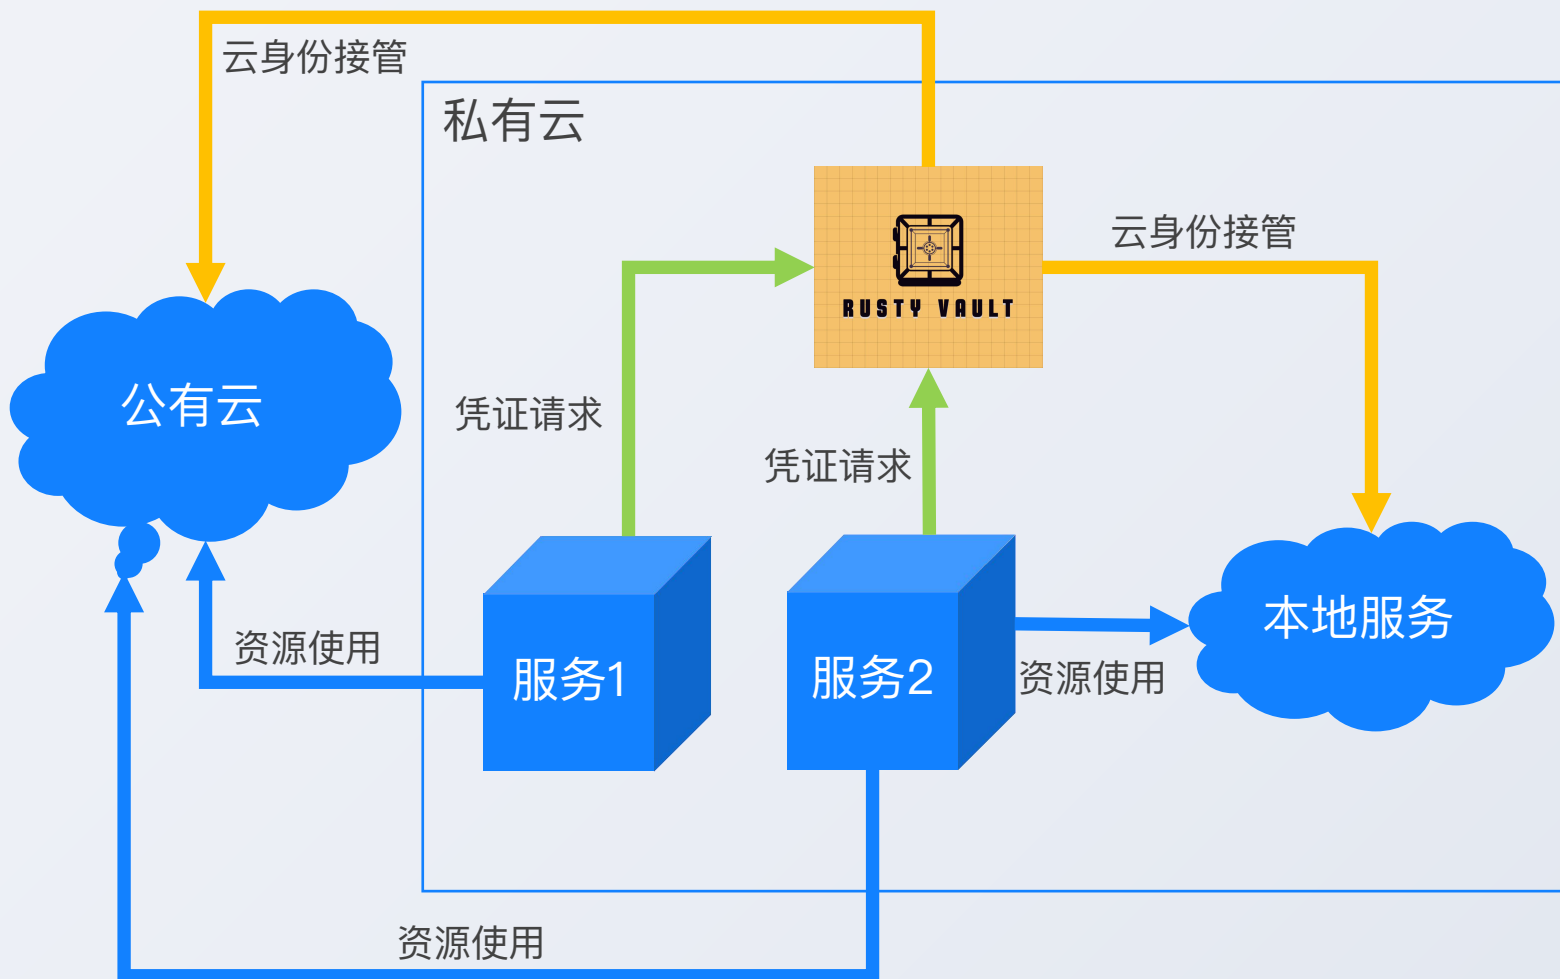 云身份接管
私有云
云身份接管
RUSTY VAULT
公有云
凭证请求
凭证请求
本地服务
资源使用
服务1
服务2
资源使用
资源使用